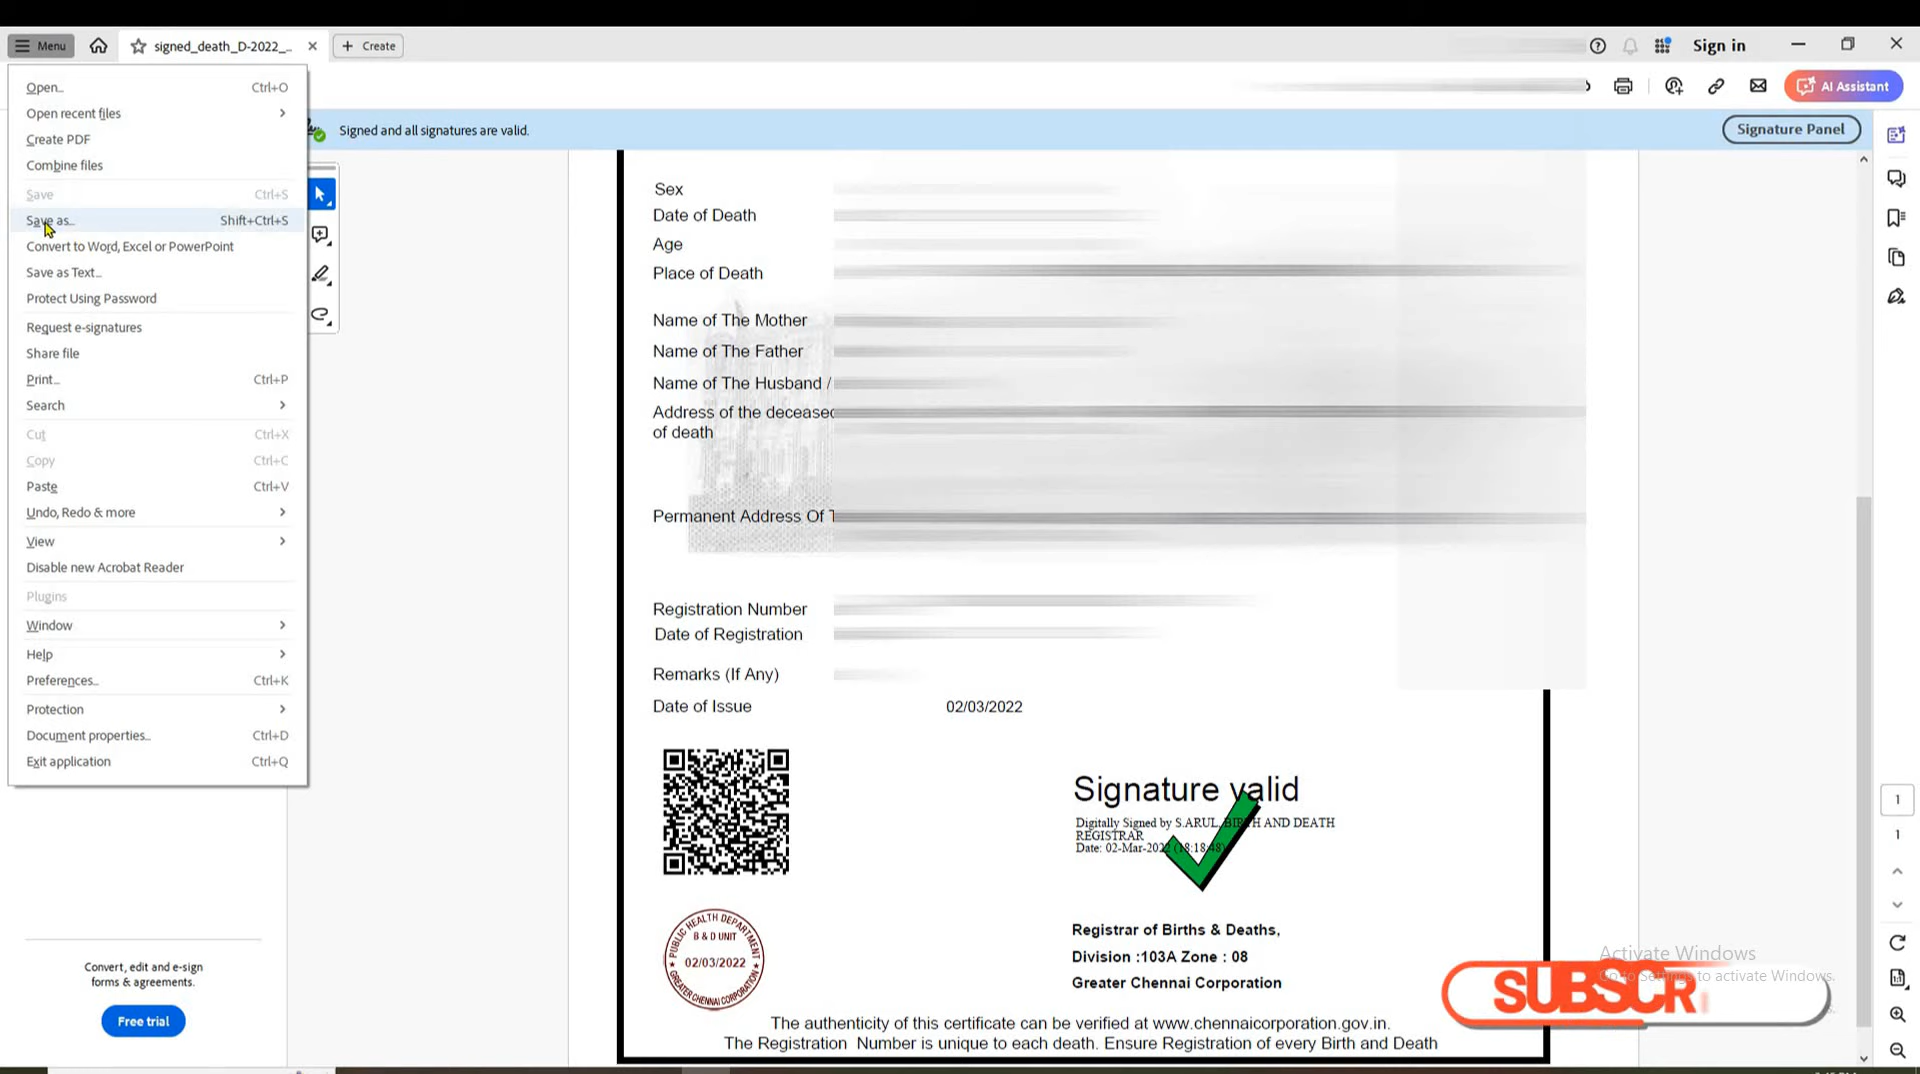 Menu
signed_death_D-2022_...
Create
Sign in
AI Assistant
Open... Ctrl+O
Open recent files
Create PDF
Combine files
Save Ctrl+S
Save as... Shift+Ctrl+S
Convert to Word, Excel or PowerPoint
Save as Text...
Protect Using Password
Request e-signatures
Share file
Print... Ctrl+P
Search
Cut Ctrl+X
Copy Ctrl+C
Paste Ctrl+V
Undo, Redo & more
View
Disable new Acrobat Reader
Plugins
Window
Help
Preferences... Ctrl+K
Protection
Document properties... Ctrl+D
Exit application Ctrl+Q
Convert, edit and e-sign
forms & agreements.
Free trial
Signed and all signatures are valid.
Signature Panel
Sex
Date of Death
Age
Place of Death
Name of The Mother
Name of The Father
Name of The Husband /
Address of the deceased
of death
Permanent Address Of T
Registration Number
Date of Registration
Remarks (If Any)
Date of Issue 02/03/2022
Signature valid
Digitally Signed by S.ARUL, BIRTH AND DEATH
REGISTRAR
Date: 02-Mar-2022 (18:18:48)
PUBLIC HEALTH DEPARTMENT
B & D UNIT
02/03/2022
GREATER CHENNAI CORPORATION
Registrar of Births & Deaths,
Division :103A Zone : 08
Greater Chennai Corporation
The authenticity of this certificate can be verified at www.chennaicorporation.gov.in.
The Registration Number is unique to each death. Ensure Registration of every Birth and Death
Activate Windows
Go to Settings to activate Windows.
SUBSCR
1
1